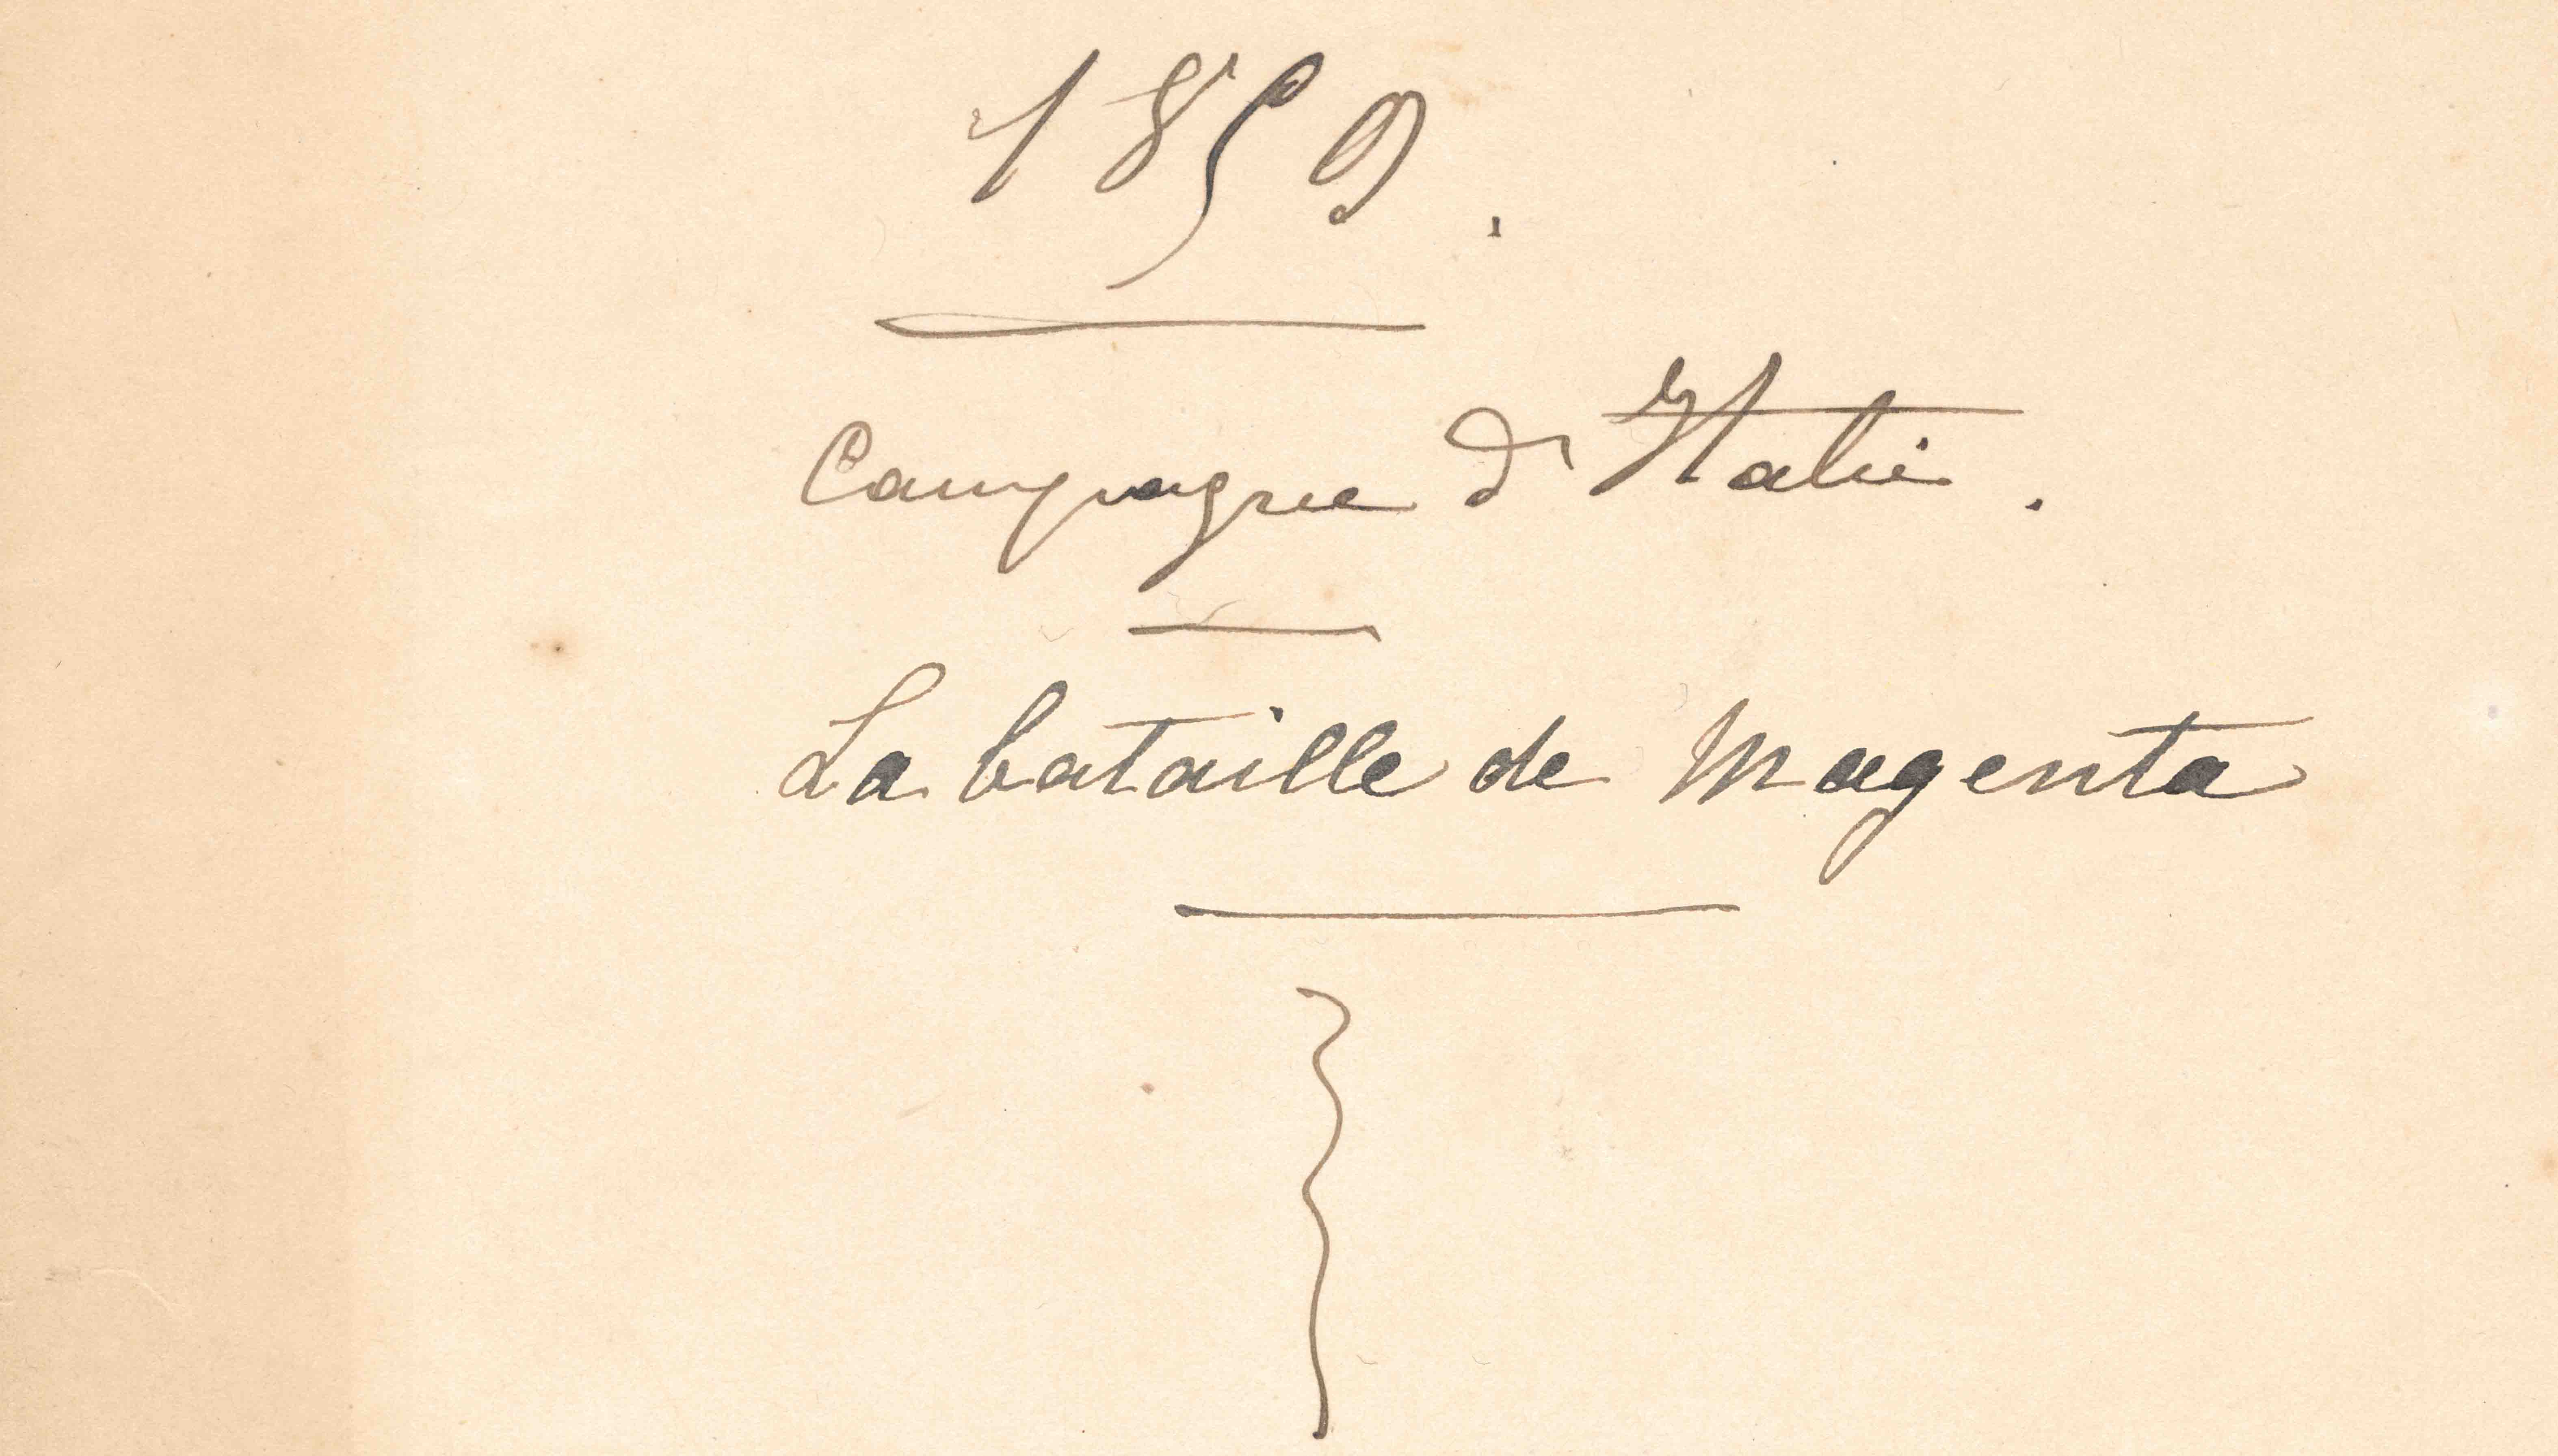 1859.
Campagne d'Italie.
La bataille de Magenta